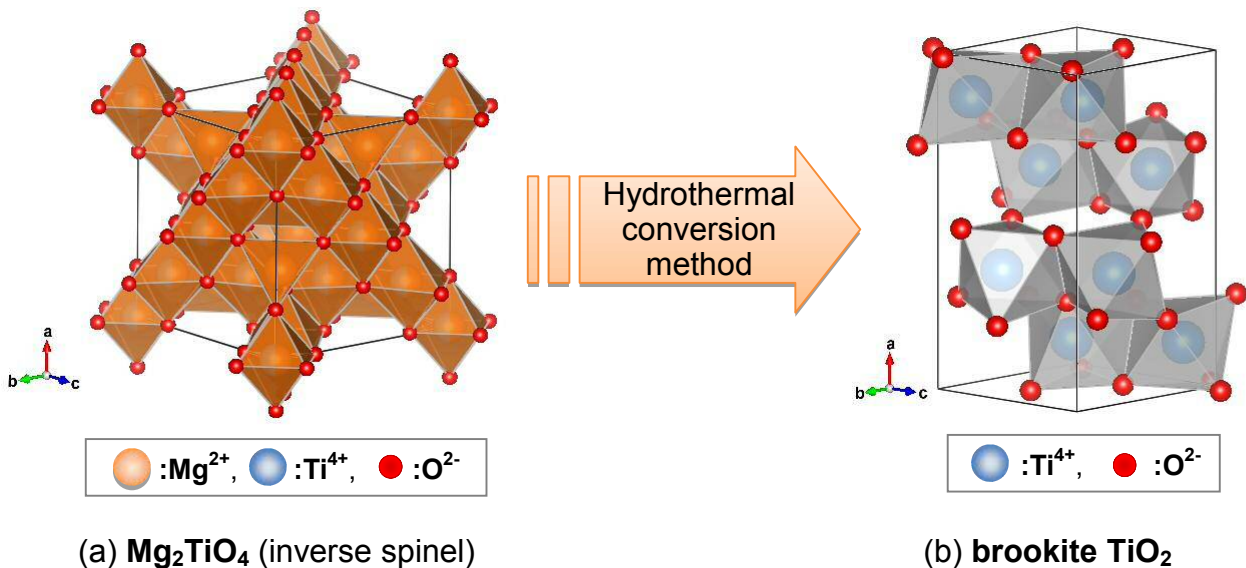 Hydrothermal
conversion
method
a
b
c
a
b
c
:Mg²⁺, :Ti⁴⁺, :O²⁻
:Ti⁴⁺, :O²⁻
(a) Mg₂TiO₄ (inverse spinel)
(b) brookite TiO₂